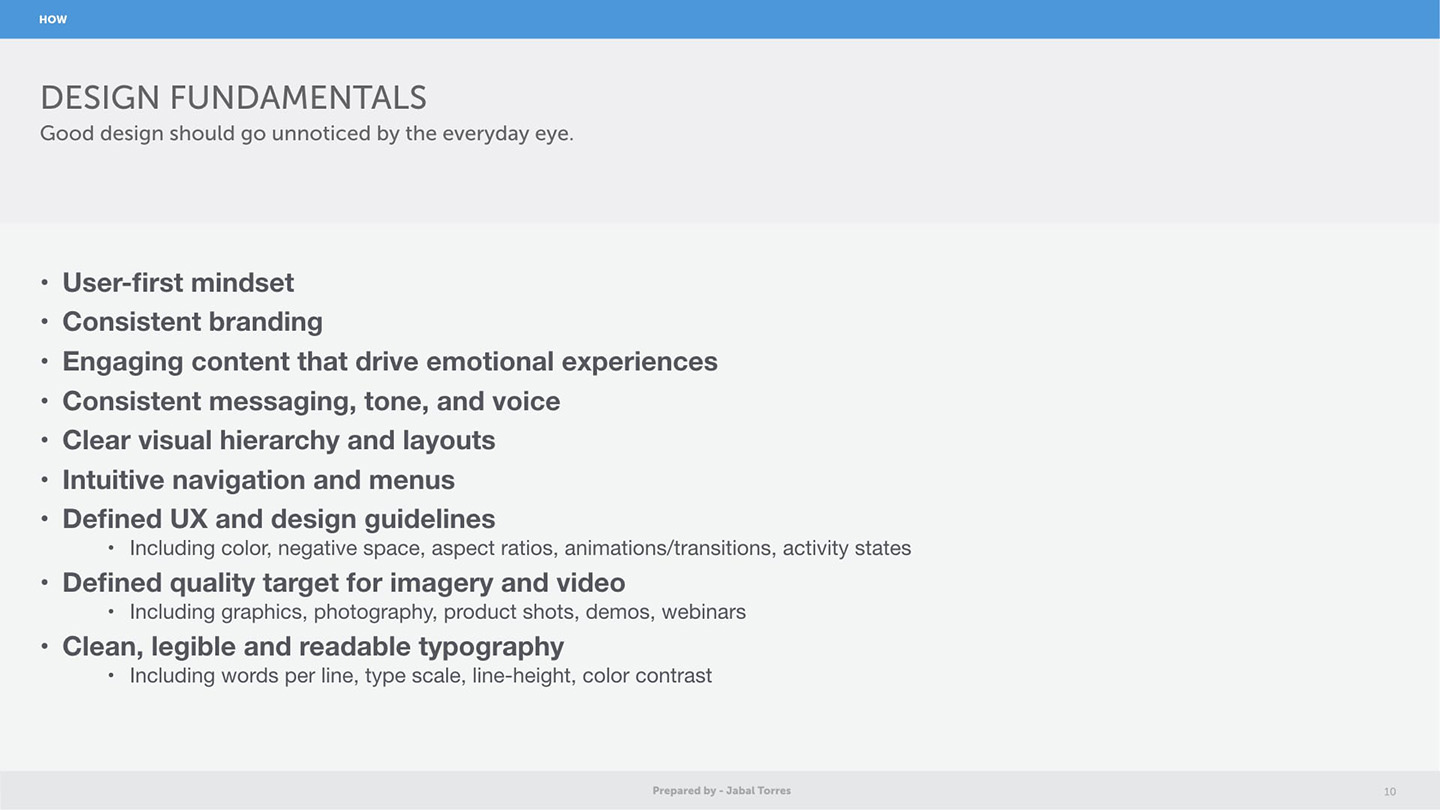 HOW
DESIGN FUNDAMENTALS
Good design should go unnoticed by the everyday eye.
• User-first mindset
• Consistent branding
• Engaging content that drive emotional experiences
• Consistent messaging, tone, and voice
• Clear visual hierarchy and layouts
• Intuitive navigation and menus
• Defined UX and design guidelines
• Including color, negative space, aspect ratios, animations/transitions, activity states
• Defined quality target for imagery and video
• Including graphics, photography, product shots, demos, webinars
• Clean, legible and readable typography
• Including words per line, type scale, line-height, color contrast
Prepared by - Jabal Torres
10